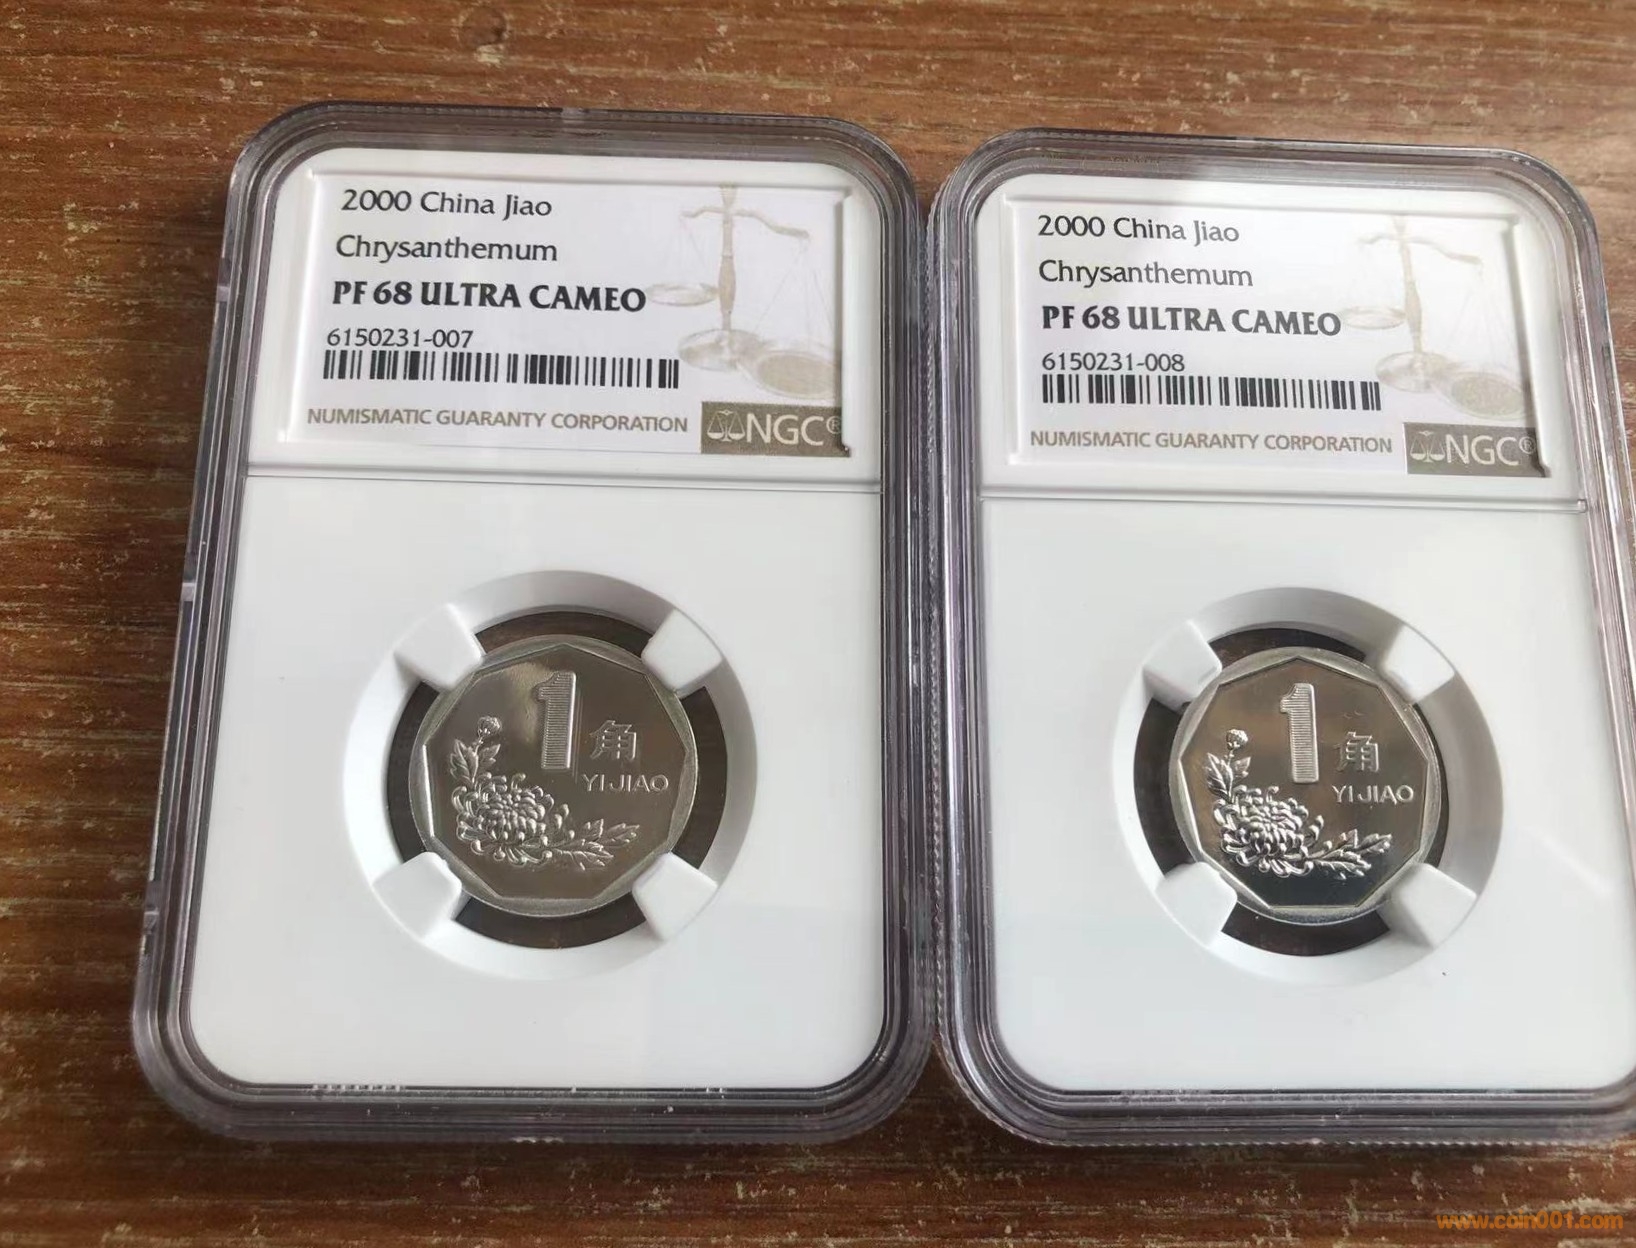 2000 China Jiao
Chrysanthemum
PF 68 ULTRA CAMEO
6150231-007
NUMISMATIC GUARANTY CORPORATION NGC®
1角
YI JIAO
2000 China Jiao
Chrysanthemum
PF 68 ULTRA CAMEO
6150231-008
NUMISMATIC GUARANTY CORPORATION NGC®
1角
YI JIAO
www.coin001.com